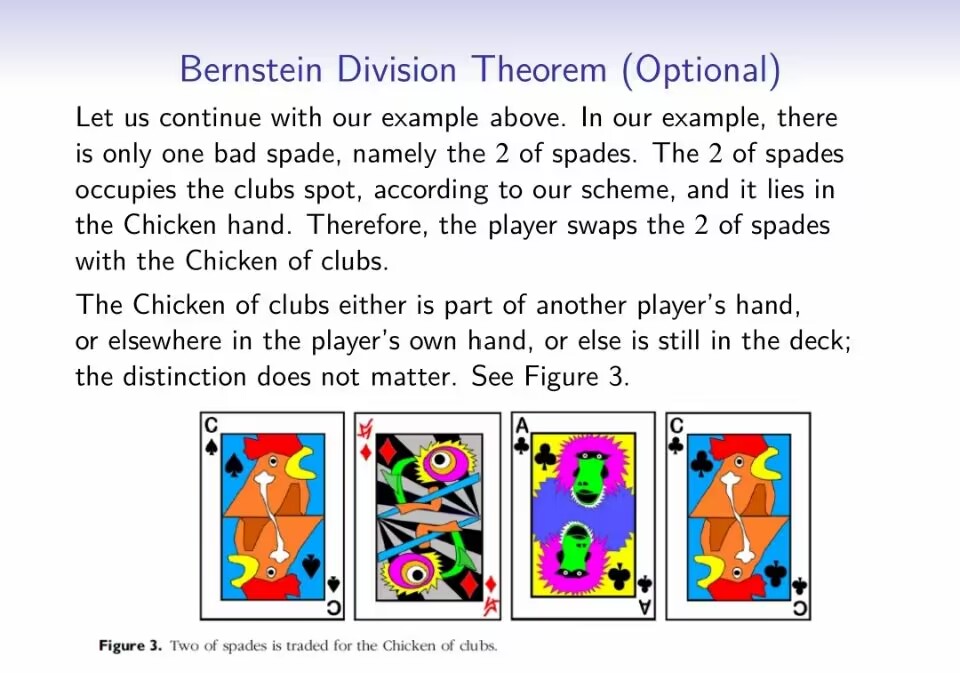 Bernstein Division Theorem (Optional)
Let us continue with our example above. In our example, there
is only one bad spade, namely the 2 of spades. The 2 of spades
occupies the clubs spot, according to our scheme, and it lies in
the Chicken hand. Therefore, the player swaps the 2 of spades
with the Chicken of clubs.
The Chicken of clubs either is part of another player's hand,
or elsewhere in the player's own hand, or else is still in the deck;
the distinction does not matter. See Figure 3.
C
A
C
C
A
C
Figure 3. Two of spades is traded for the Chicken of clubs.